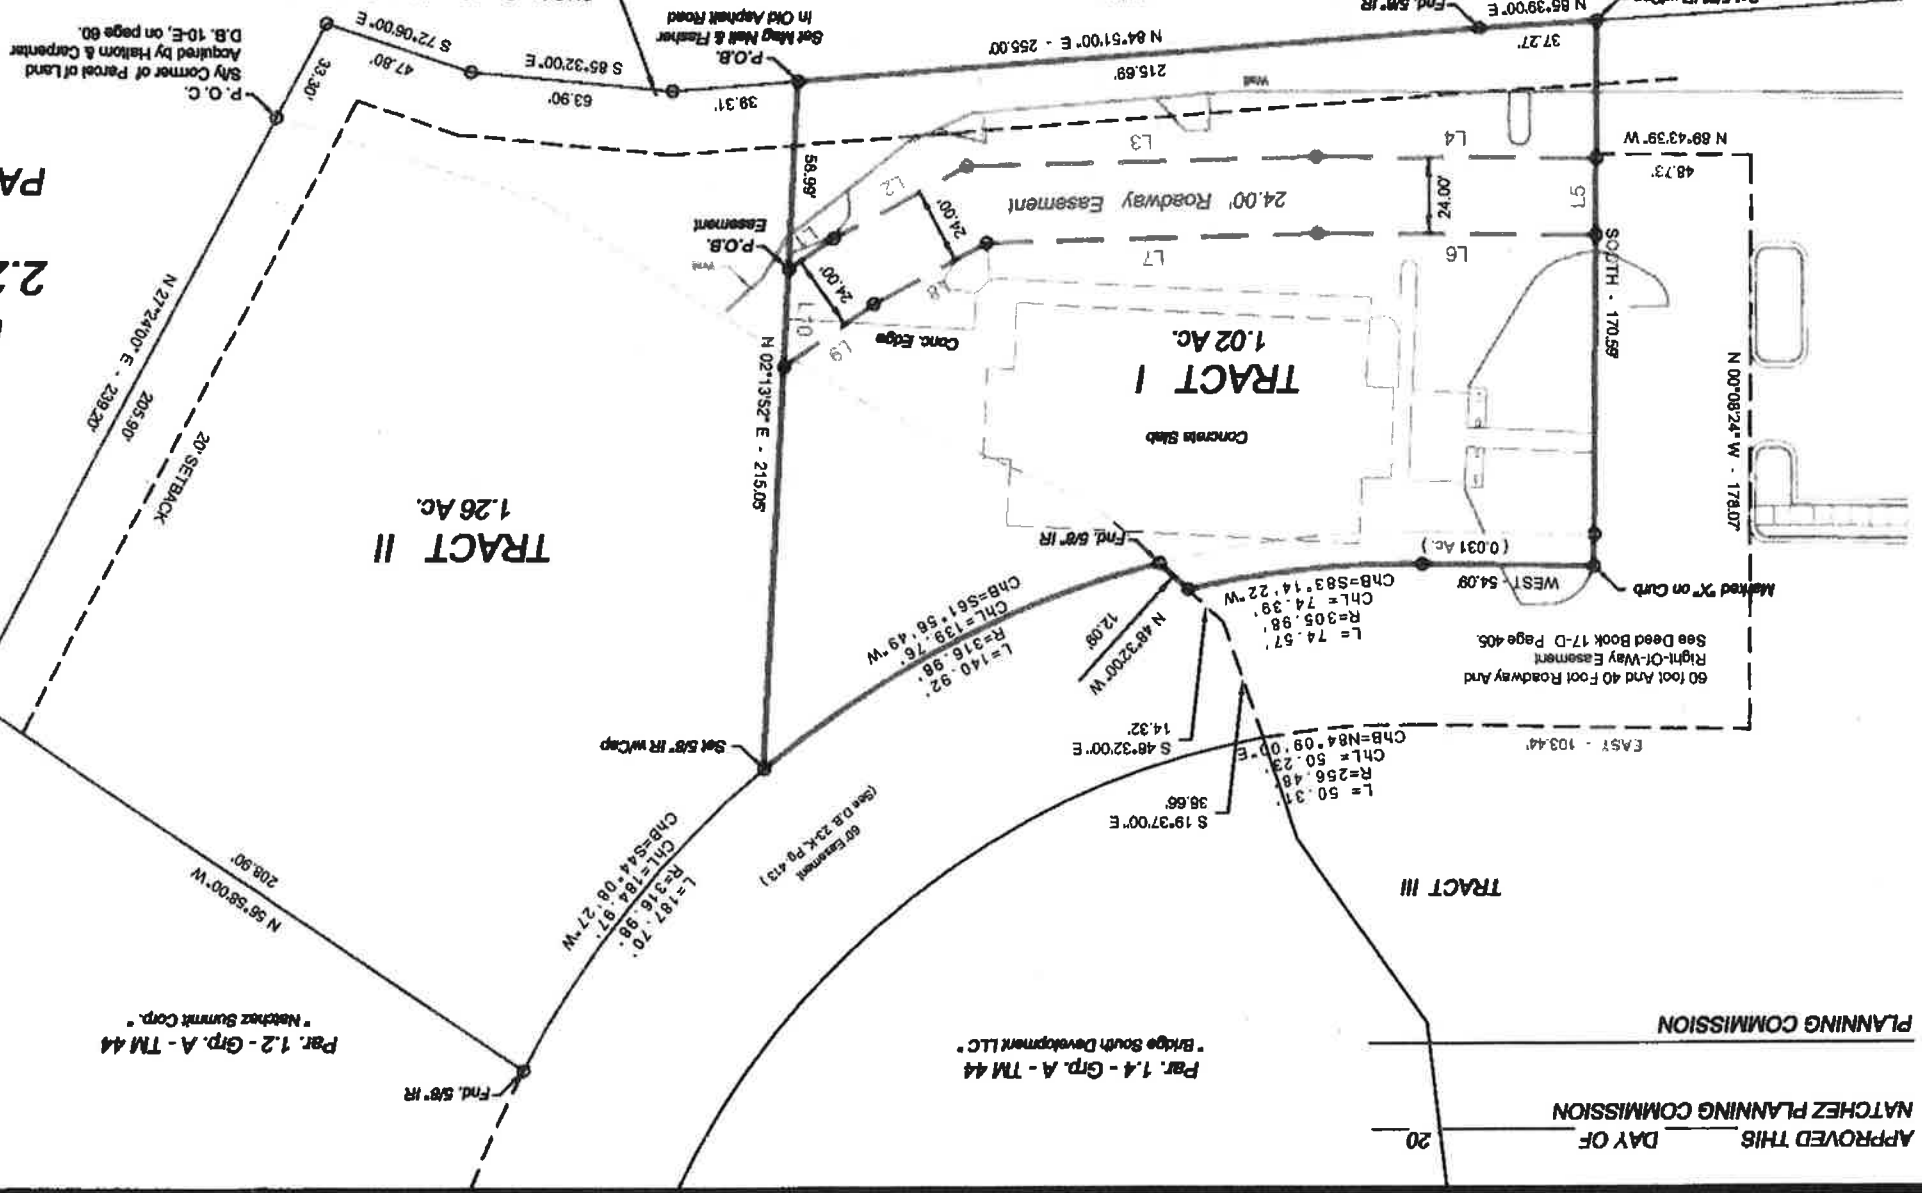 APPROVED THIS DAY OF 20
NATCHEZ PLANNING COMMISSION
PLANNING COMMISSION
Fnd. 5/8" IR
Par. 1.4 - Grp. A - TM 44
"Bridge South Development LLC"
Par. 1.2 - Grp. A - TM 44
"Natchez Summit Corp."
TRACT III
N 56°58'00" W
208.90'
L=187.70'
R=316.98'
ChL=184.97'
ChB=S44°08'27"W
60' Easement
(See D.B. 23-K, Pg. 413)
S 19°37'00" E
38.66'
L= 50.31'
R=256.48'
ChL= 50.23'
ChB=N84°09'00"E
EAST - 103.44'
S 48°32'00" E
14.32'
Set 5/8" IR w/Cap
60 foot And 40 Foot Roadway And
Right-Of-Way Easement
See Deed Book 17-D Page 405.
N 48°32'00" W
12.09'
L= 74.57'
R=305.98'
ChL= 74.39'
ChB=S83°14'22"W
L=140.92'
R=316.98'
ChL=139.76'
ChB=S61°56'49"W
Marked "X" on Curb
WEST - 54.09'
(0.031 Ac.)
Fnd. 5/8" IR
TRACT II
1.26 Ac.
20' SETBACK
N 00°08'24" W - 178.07'
Concrete Slab
TRACT I
1.02 Ac.
N 02°13'52" E - 215.05'
205.90'
N 27°24'00" E - 239.20'
SOUTH - 170.59'
Conc. Edge
L9
L10
L8
24.00'
L7
L6
2.2
P.O.B.
Easement
24.00'
L1
L2
24.00' Roadway Easement
24.00'
L5
58.99'
48.73'
N 89°43'39" W
L3
L4
PA
P.O.C.
S'ly Corner of Parcel of Land
Acquired by Haltom & Carpenter
D.B. 10-E, on page 60.
33.30'
47.80'
S 72°06'00" E
63.90'
S 85°32'00" E
39.31'
P.O.B.
Set Mag Nail & Flasher
In Old Asphalt Road
Wall
215.69'
N 84°51'00" E - 255.00'
37.27'
N 85°39'00" E
Fnd. 5/8" IR